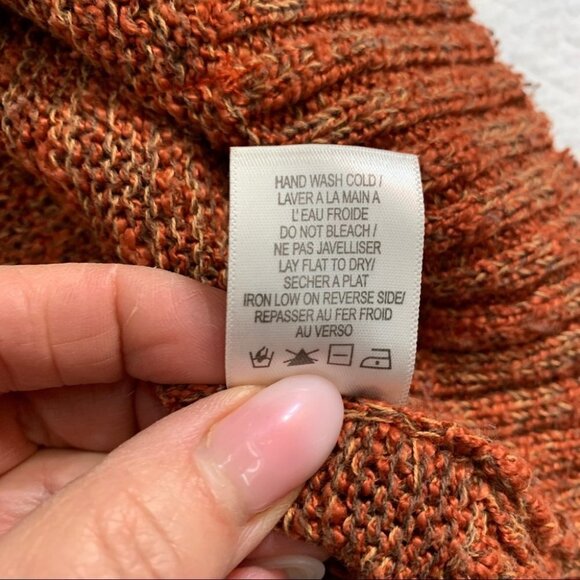 HAND WASH COLD /
LAVER A LA MAIN A
L'EAU FROIDE
DO NOT BLEACH /
NE PAS JAVELLISER
LAY FLAT TO DRY/
SECHER A PLAT
IRON LOW ON REVERSE SIDE/
REPASSER AU FER FROID
AU VERSO